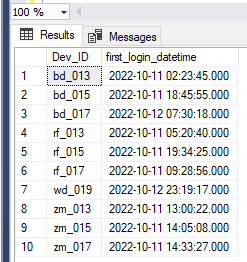 100 %
Results Messages
Dev_ID first_login_datetime
1 bd_013 2022-10-11 02:23:45.000
2 bd_015 2022-10-11 18:45:55.000
3 bd_017 2022-10-12 07:30:18.000
4 rf_013 2022-10-11 05:20:40.000
5 rf_015 2022-10-11 19:34:25.000
6 rf_017 2022-10-11 09:28:56.000
7 wd_019 2022-10-12 23:19:17.000
8 zm_013 2022-10-11 13:00:22.000
9 zm_015 2022-10-11 14:05:08.000
10 zm_017 2022-10-11 14:33:27.000